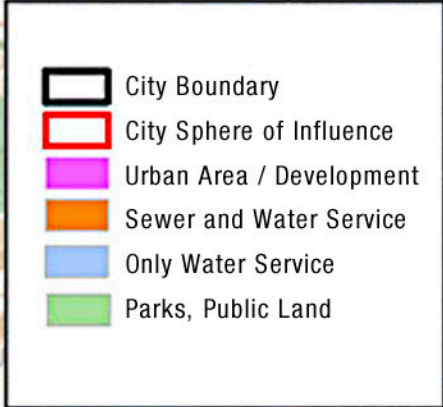 City Boundary
City Sphere of Influence
Urban Area / Development
Sewer and Water Service
Only Water Service
Parks, Public Land